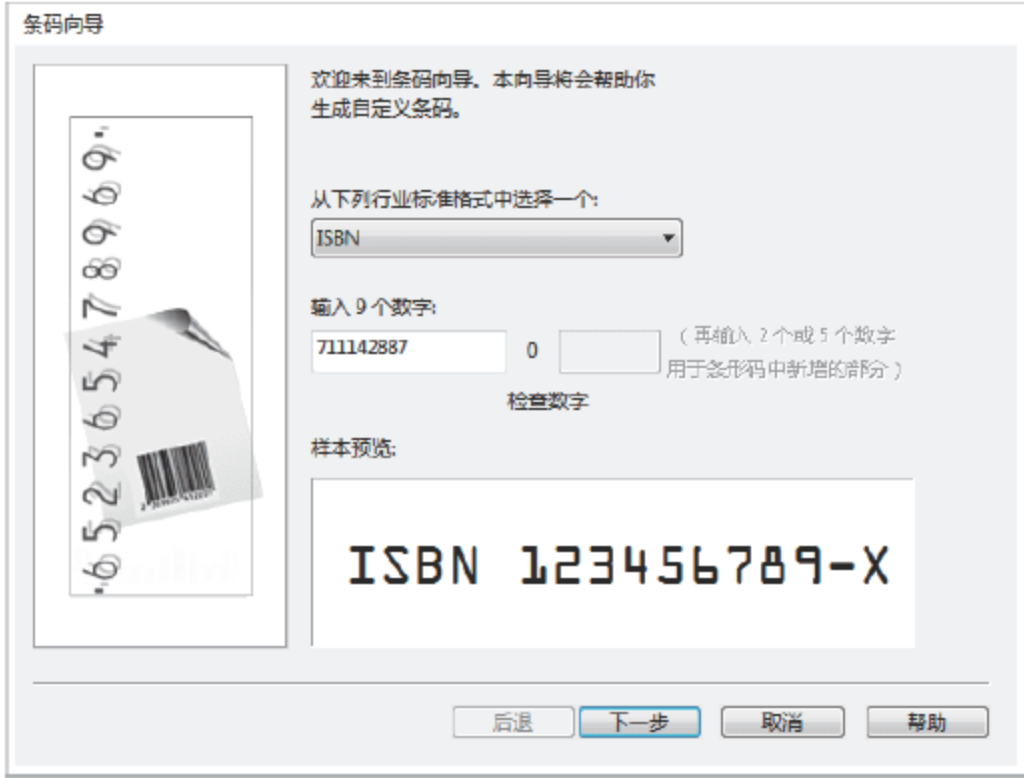 条码向导
欢迎来到条码向导。本向导将会帮助你
生成自定义条码。
从下列行业标准格式中选择一个:
ISBN
输入 9 个数字:
711142887
0
（再输入 2 个或 5 个数字
用于条形码中新增的部分）
检查数字
样本预览:
ISBN 123456789-X
后退
下一步
取消
帮助